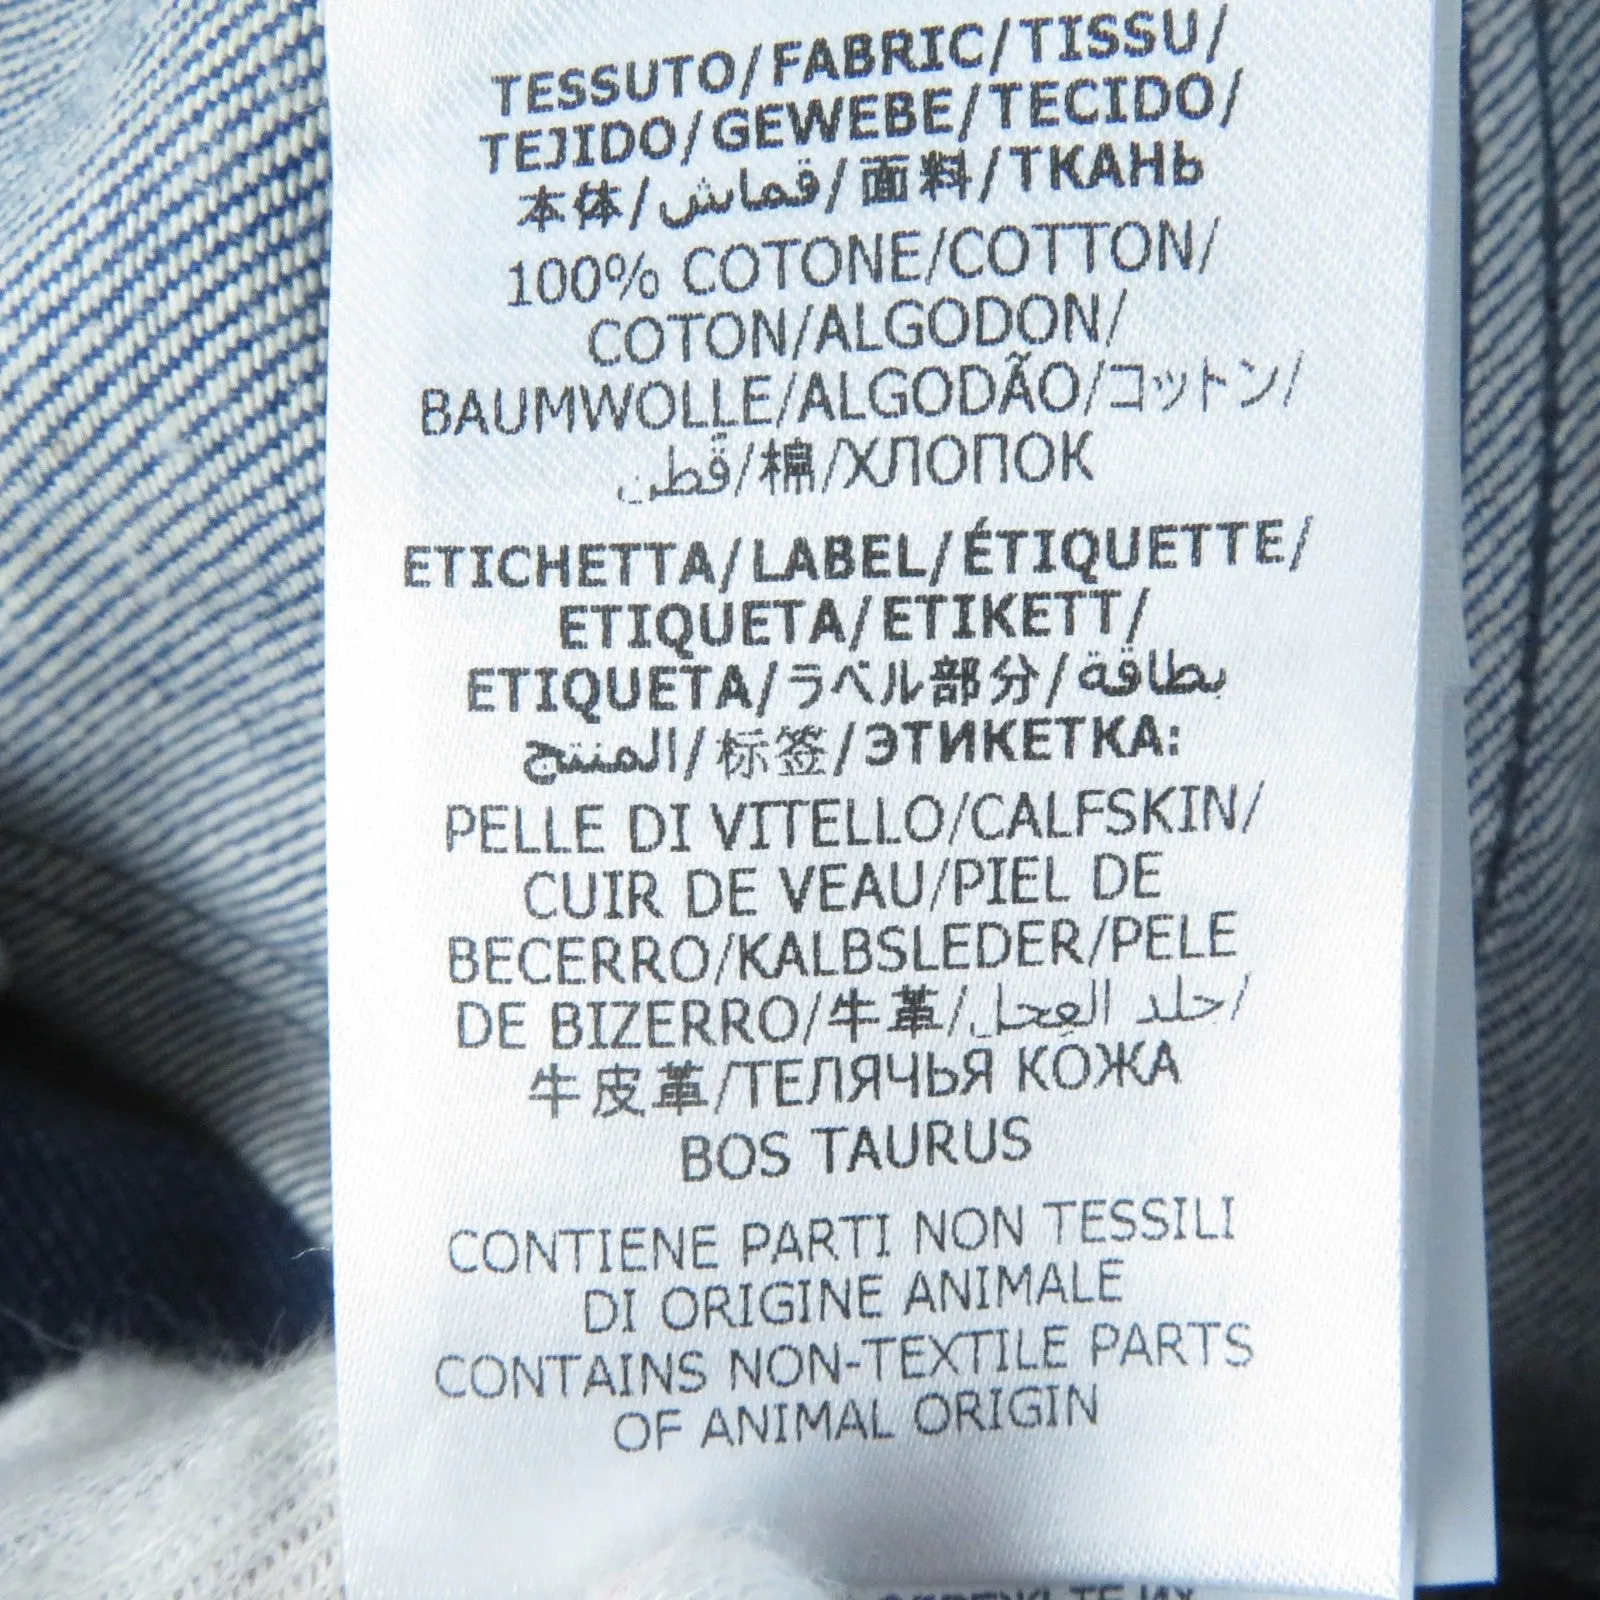 TESSUTO/FABRIC/TISSU/
TEJIDO/GEWEBE/TECIDO/
本体/قماش/面料/ТКАНЬ
100% COTONE/COTTON/
COTON/ALGODON/
BAUMWOLLE/ALGODÃO/コットン/
قطن/棉/ХЛОПОК
ETICHETTA/LABEL/ÉTIQUETTE/
ETIQUETA/ETIKETT/
ETIQUETA/ラベル部分/بطاقة
المنتج/标签/ЭТИКЕТКА:
PELLE DI VITELLO/CALFSKIN/
CUIR DE VEAU/PIEL DE
BECERRO/KALBSLEDER/PELE
DE BIZERRO/牛革/جلد العجل/
牛皮革/ТЕЛЯЧЬЯ КОЖА
BOS TAURUS
CONTIENE PARTI NON TESSILI
DI ORIGINE ANIMALE
CONTAINS NON-TEXTILE PARTS
OF ANIMAL ORIGIN